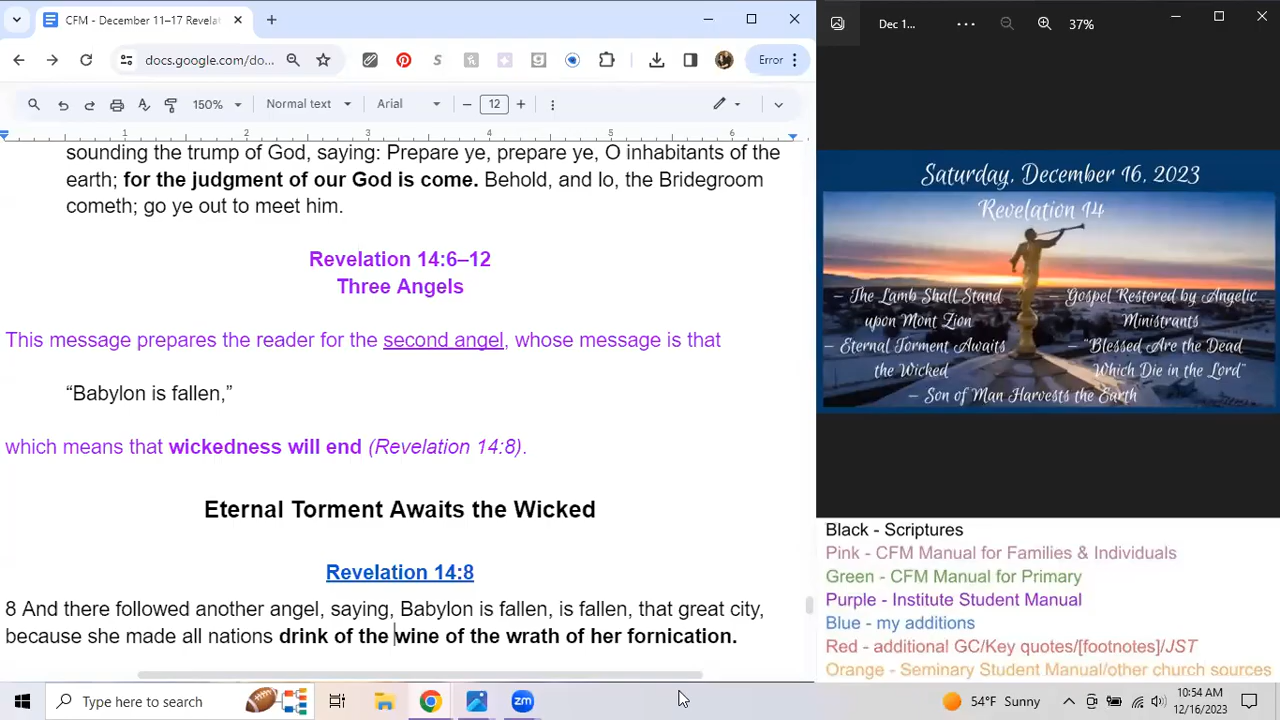 CFM - December 11–17 Revelat
docs.google.com/do...
Error
150%
Normal text
Arial
12
1 2 3 4 5 6
sounding the trump of God, saying: Prepare ye, prepare ye, O inhabitants of the
earth; for the judgment of our God is come. Behold, and lo, the Bridegroom
cometh; go ye out to meet him.
Revelation 14:6–12
Three Angels
This message prepares the reader for the second angel, whose message is that
“Babylon is fallen,”
which means that wickedness will end (Revelation 14:8).
Eternal Torment Awaits the Wicked
Revelation 14:8
8 And there followed another angel, saying, Babylon is fallen, is fallen, that great city,
because she made all nations drink of the wine of the wrath of her fornication.
Dec 1...
37%
Saturday, December 16, 2023
Revelation 14
– The Lamb Shall Stand
upon Mont Zion
– Eternal Torment Awaits
the Wicked
– Gospel Restored by Angelic
Ministrants
– “Blessed Are the Dead
Which Die in the Lord”
– Son of Man Harvests the Earth
Black - Scriptures
Pink - CFM Manual for Families & Individuals
Green - CFM Manual for Primary
Purple - Institute Student Manual
Blue - my additions
Red - additional GC/Key quotes/[footnotes]/JST
Orange - Seminary Student Manual/other church sources
Type here to search
zm
54°F Sunny
10:54 AM
12/16/2023